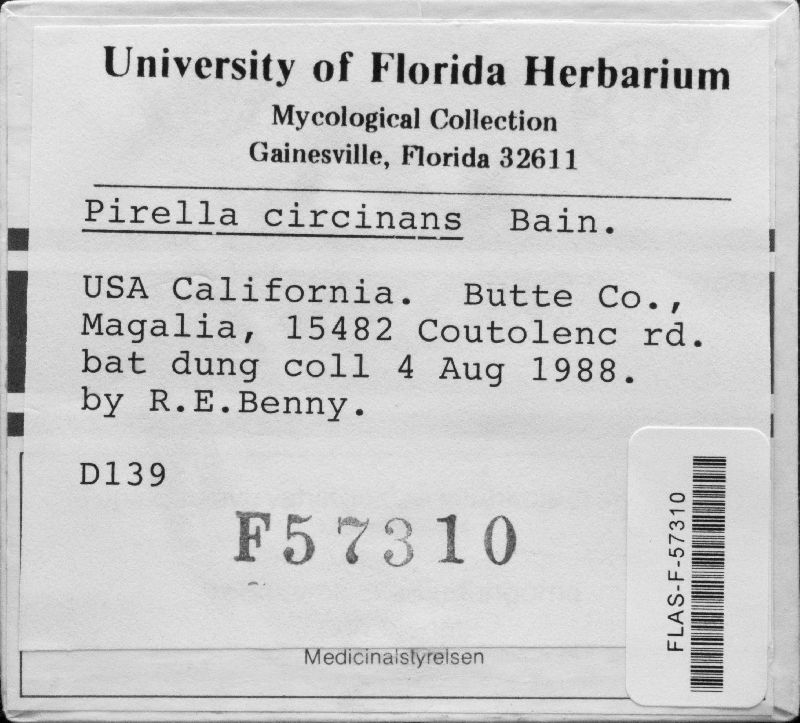 University of Florida Herbarium
Mycological Collection
Gainesville, Florida 32611
Pirella circinans Bain.
USA California. Butte Co.,
Magalia, 15482 Coutolenc rd.
bat dung coll 4 Aug 1988.
by R.E.Benny.
D139
F57310
FLAS-F-57310
Medicinalstyrelsen